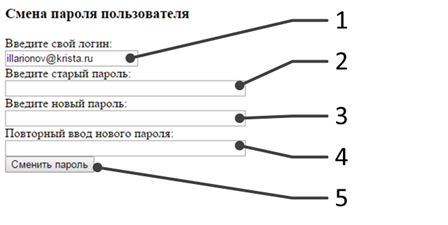 Смена пароля пользователя
1
Введите свой логин:
illarionov@krista.ru
2
Введите старый пароль:
Введите новый пароль:
3
Повторный ввод нового пароля:
4
Сменить пароль
5